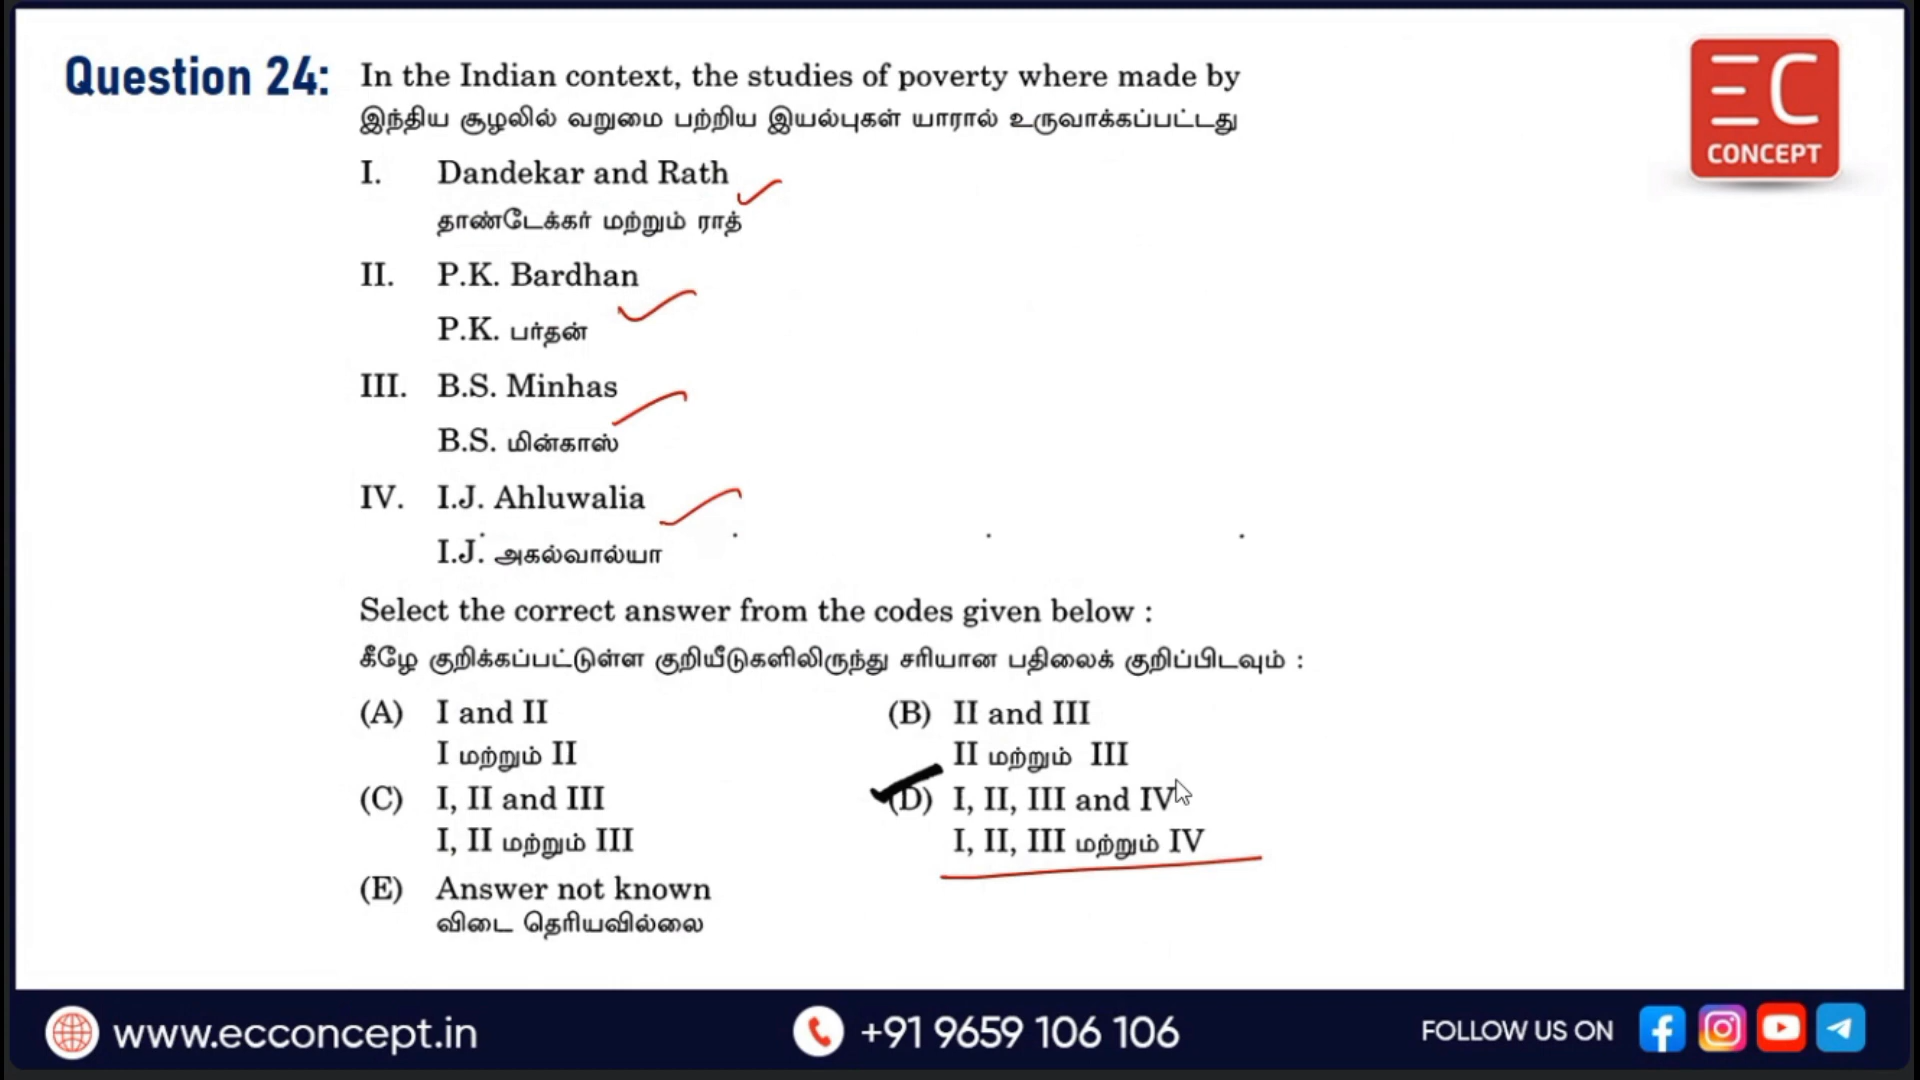 Question 24:
In the Indian context, the studies of poverty where made by
இந்திய சூழலில் வறுமை பற்றிய இயல்புகள் யாரால் உருவாக்கப்பட்டது
I. Dandekar and Rath
தாண்டேக்கர் மற்றும் ராத்
II. P.K. Bardhan
P.K. பர்தன்
III. B.S. Minhas
B.S. மின்காஸ்
IV. I.J. Ahluwalia
I.J. அகல்வால்யா
Select the correct answer from the codes given below :
கீழே குறிக்கப்பட்டுள்ள குறியீடுகளிலிருந்து சரியான பதிலைக் குறிப்பிடவும் :
(A) I and II
I மற்றும் II
(B) II and III
II மற்றும் III
(C) I, II and III
I, II மற்றும் III
(D) I, II, III and IV
I, II, III மற்றும் IV
(E) Answer not known
விடை தெரியவில்லை
EC
CONCEPT
www.ecconcept.in
+91 9659 106 106
FOLLOW US ON